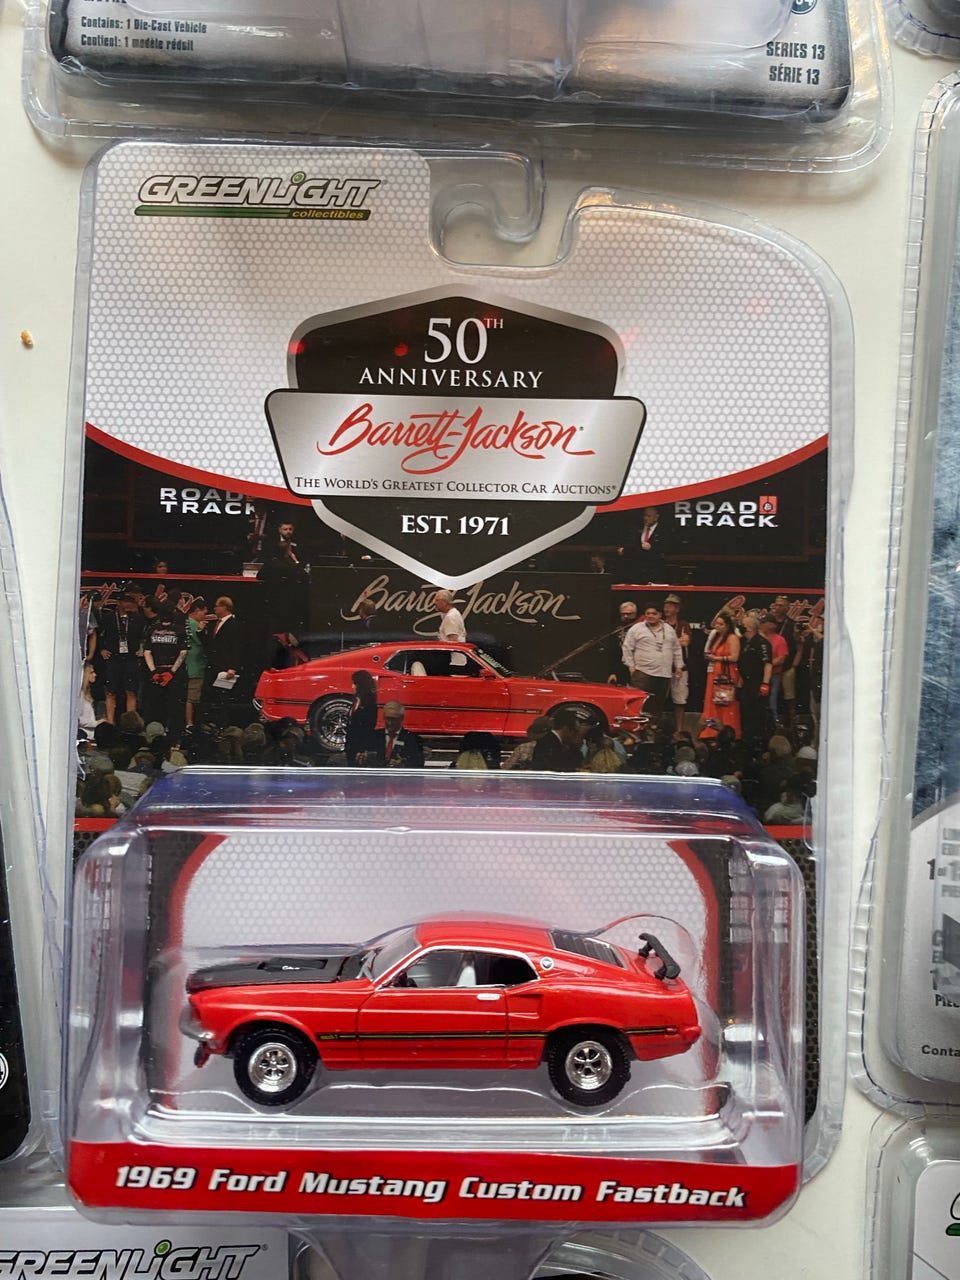 Contains: 1 Die-Cast Vehicle
Contient: 1 modèle réduit
SERIES 13
SÉRIE 13
GREENLIGHT
collectibles
50TH
ANNIVERSARY
Barrett-Jackson
THE WORLD'S GREATEST COLLECTOR CAR AUCTIONS®
EST. 1971
ROAD
TRACK
ROAD &
TRACK
Barrett-Jackson
SECURITY
1969 Ford Mustang Custom Fastback
GREENLIGHT®
Conta